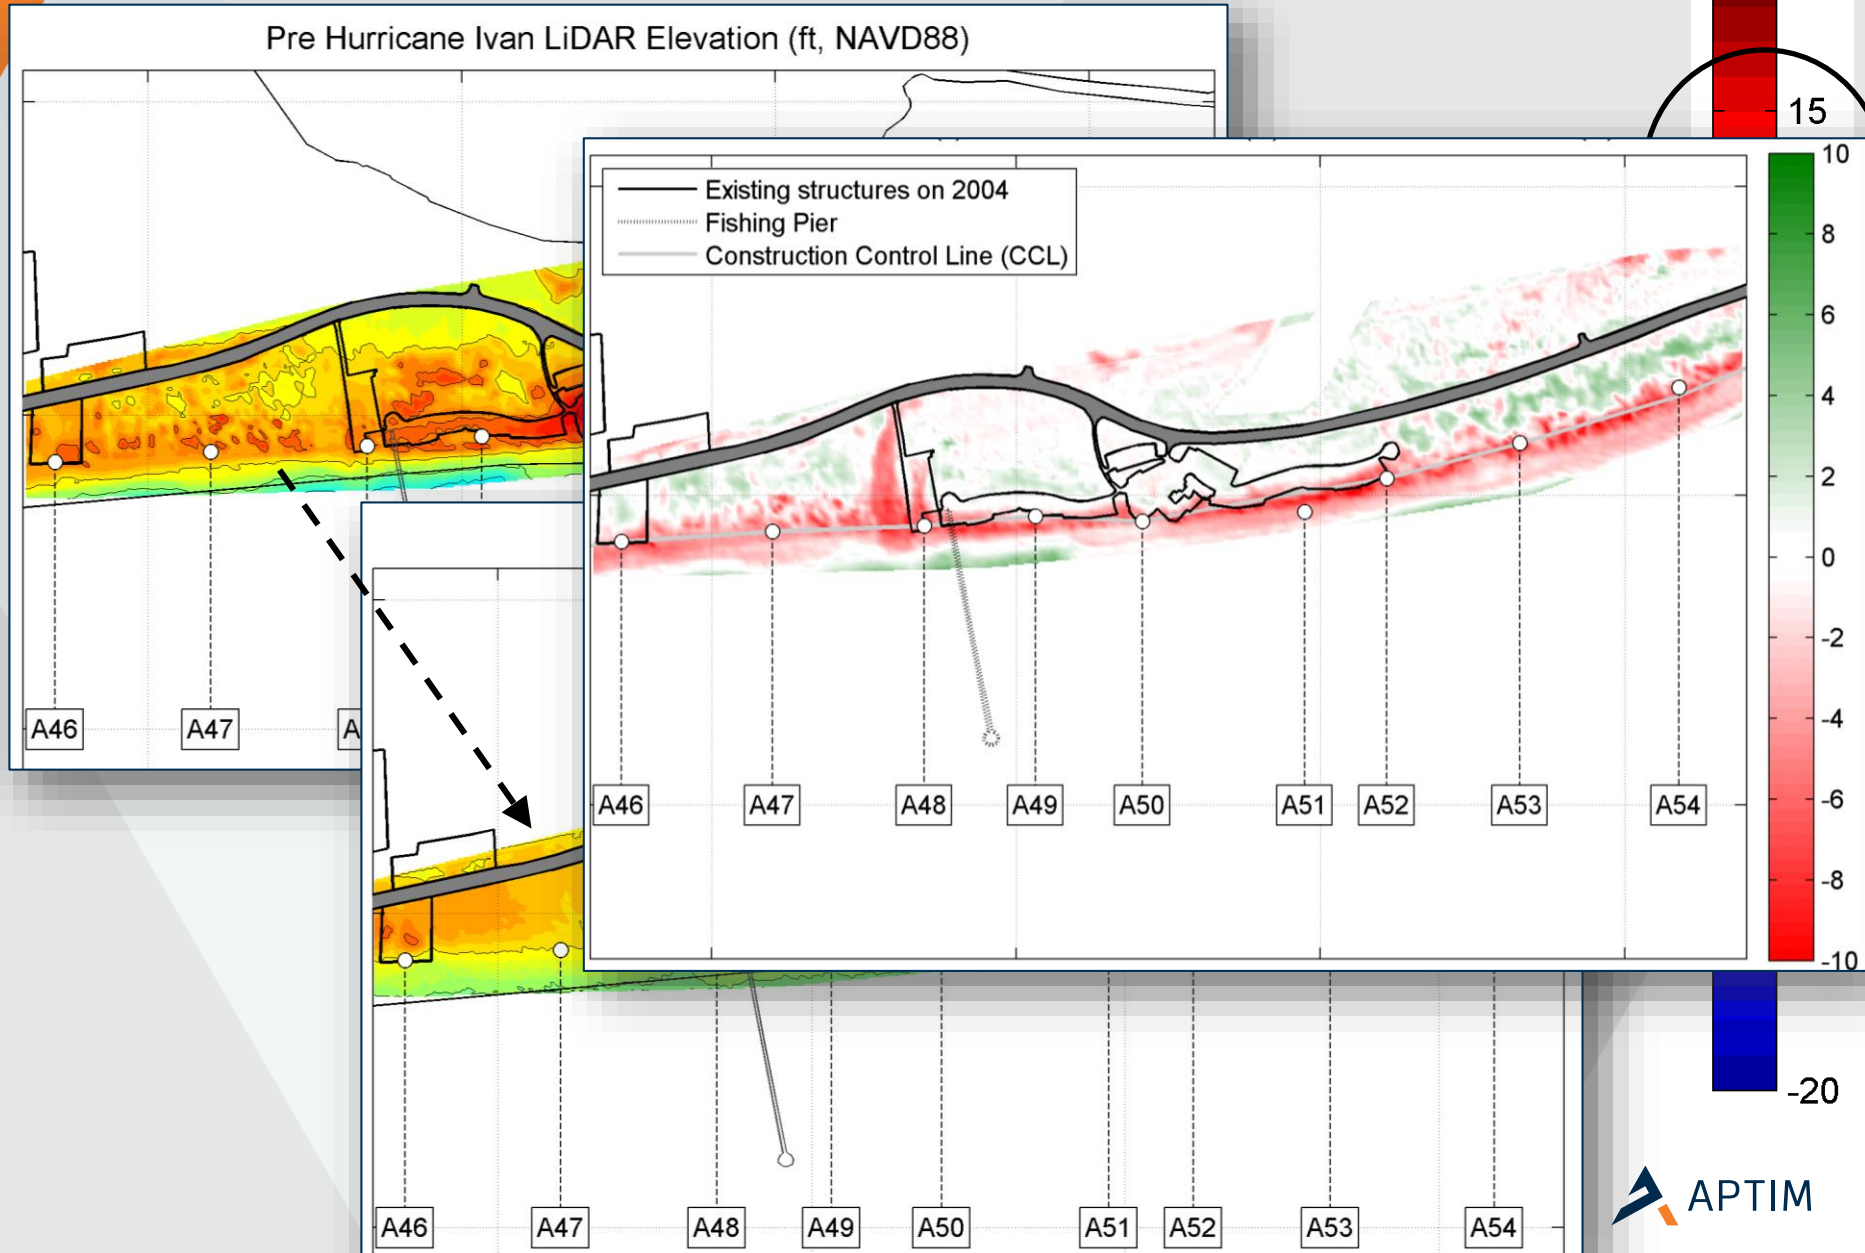 Pre Hurricane Ivan LiDAR Elevation (ft, NAVD88)
15
Existing structures on 2004
Fishing Pier
Construction Control Line (CCL)
10
8
6
4
2
0
-2
-4
-6
-8
-10
A46 A47
A46 A47 A48 A49 A50 A51 A52 A53 A54
-20
A46 A47 A48 A49 A50 A51 A52 A53 A54
APTIM